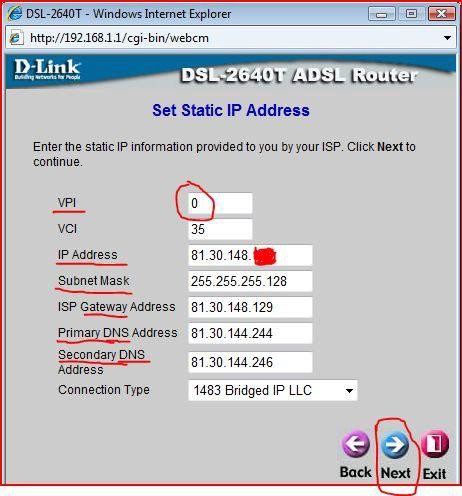 DSL-2640T - Windows Internet Explorer
http://192.168.1.1/cgi-bin/webcm
D-Link
Building Networks for People
DSL-2640T ADSL Router
Set Static IP Address
Enter the static IP information provided to you by your ISP. Click Next to
continue.
VPI 0
VCI 35
IP Address 81.30.148.
Subnet Mask 255.255.255.128
ISP Gateway Address 81.30.148.129
Primary DNS Address 81.30.144.244
Secondary DNS
Address 81.30.144.246
Connection Type 1483 Bridged IP LLC
Back Next Exit